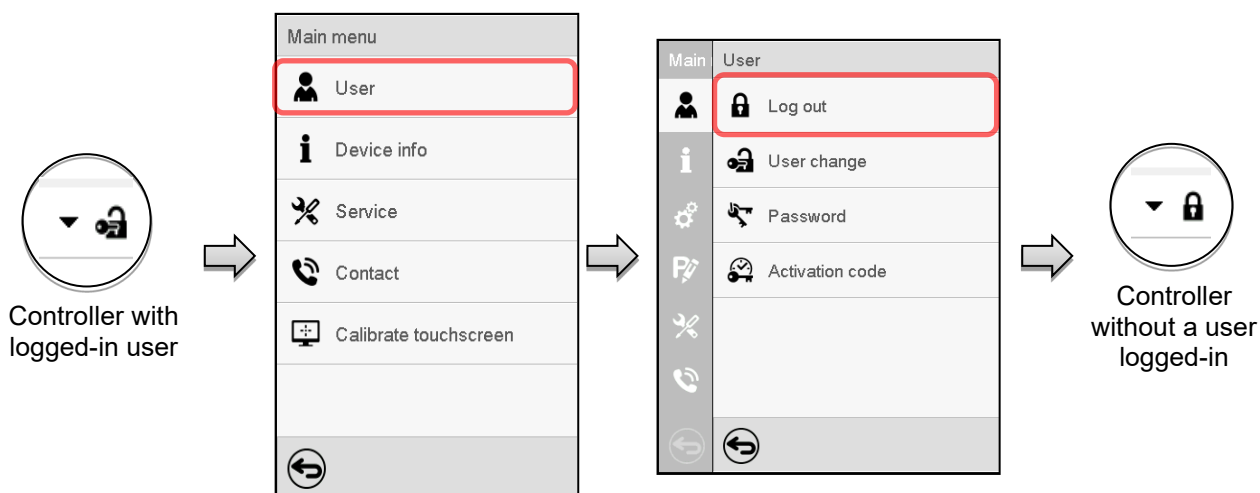 Controller with
logged-in user
Main menu
User
Device info
Service
Contact
Calibrate touchscreen
Main
User
Log out
User change
Password
Activation code
Controller
without a user
logged-in